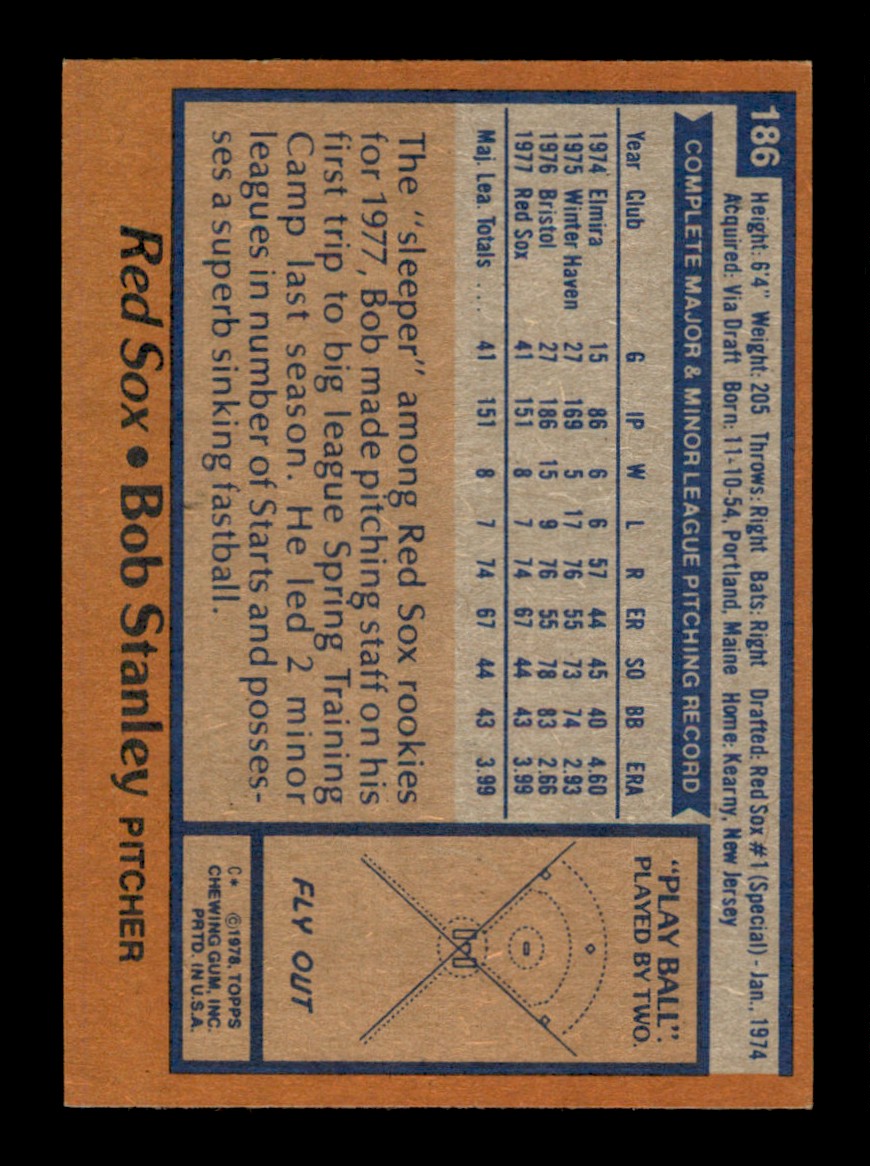 186
Height: 6'4" Weight: 205 Throws: Right Bats: Right Drafted: Red Sox #1 (Special) - Jan., 1974
Acquired: Via Draft Born: 11-10-54, Portland, Maine Home: Kearny, New Jersey
COMPLETE MAJOR & MINOR LEAGUE PITCHING RECORD
Year Club G IP W L R ER SO BB ERA
1974 Elmira 15 86 6 6 57 44 45 40 4.60
1975 Winter Haven 27 169 5 17 76 55 73 74 2.93
1976 Bristol 27 186 15 9 76 55 78 83 2.66
1977 Red Sox 41 151 8 7 74 67 44 43 3.99
Maj. Lea. Totals .... 41 151 8 7 74 67 44 43 3.99
The "sleeper" among Red Sox rookies
for 1977, Bob made pitching staff on his
first trip to big league Spring Training
Camp last season. He led 2 minor
leagues in number of Starts and posses-
ses a superb sinking fastball.
"PLAY BALL":
PLAYED BY TWO.
FLY OUT
C* ©1978, TOPPS
CHEWING GUM, INC.
PRTD. IN U.S.A.
Red Sox • Bob Stanley PITCHER